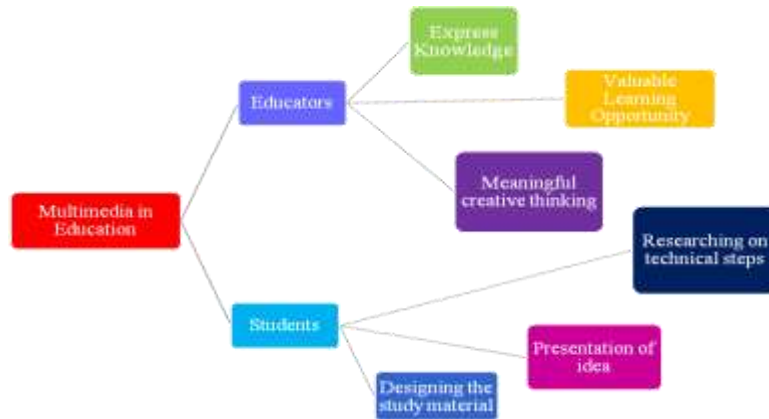 Express
Knowledge
Educators
Valuable
Learning
Opportunity
Meaningful
creative thinking
Multimedia in
Education
Researching on
technical steps
Students
Presentation of
idea
Designing the
study material